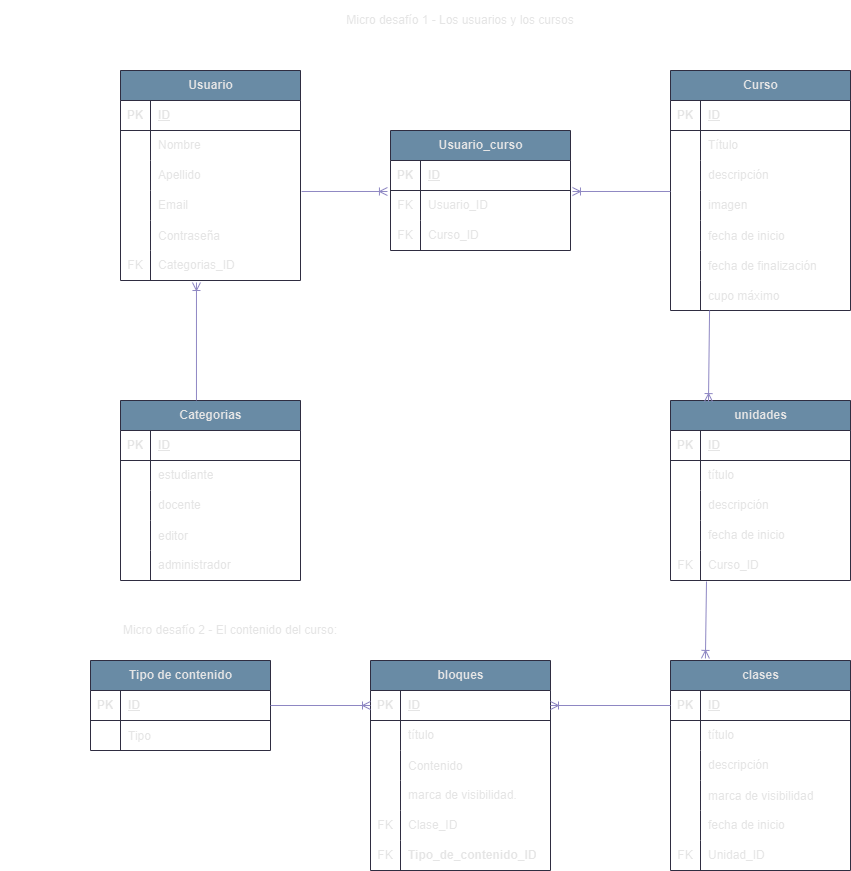 Micro desafío 1 - Los usuarios y los cursos
Usuario
PK ID
Nombre
Apellido
Email
Contraseña
FK Categorias_ID
Usuario_curso
PK ID
FK Usuario_ID
FK Curso_ID
Curso
PK ID
Título
descripción
imagen
fecha de inicio
fecha de finalización
cupo máximo
Categorias
PK ID
estudiante
docente
editor
administrador
unidades
PK ID
título
descripción
fecha de inicio
FK Curso_ID
Micro desafío 2 - El contenido del curso:
Tipo de contenido
PK ID
Tipo
bloques
PK ID
título
Contenido
marca de visibilidad.
FK Clase_ID
FK Tipo_de_contenido_ID
clases
PK ID
título
descripción
marca de visibilidad
fecha de inicio
FK Unidad_ID